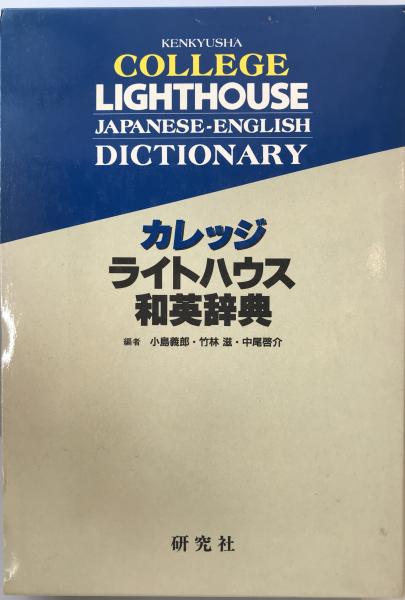 KENKYUSHA
COLLEGE
LIGHTHOUSE
JAPANESE-ENGLISH
DICTIONARY
カレッジ
ライトハウス
和英辞典
編者 小島義郎・竹林 滋・中尾啓介
研究社